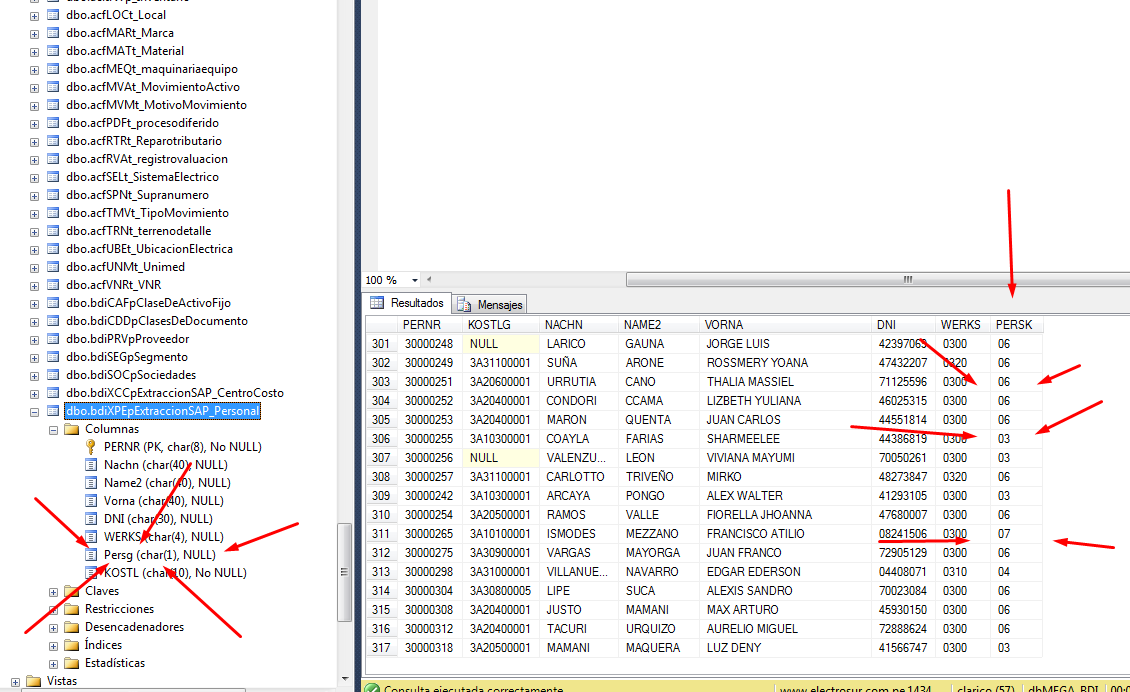 dbo.acfLOCt_Local
dbo.acfMARt_Marca
dbo.acfMATt_Material
dbo.acfMEQt_maquinariaequipo
dbo.acfMVAt_MovimientoActivo
dbo.acfMVMt_MotivoMovimiento
dbo.acfPDFt_procesodiferido
dbo.acfRTRt_Reparotributario
dbo.acfRVAt_registrovaluacion
dbo.acfSELt_SistemaElectrico
dbo.acfSPNt_Supranumero
dbo.acfTMVt_TipoMovimiento
dbo.acfTRNt_terrenodetalle
dbo.acfUBEt_UbicacionElectrica
dbo.acfUNMt_Unimed
dbo.acfVNRt_VNR
dbo.bdiCAFpClaseDeActivoFijo
dbo.bdiCDDpClasesDeDocumento
dbo.bdiPRVpProveedor
dbo.bdiSEGpSegmento
dbo.bdiSOCpSociedades
dbo.bdiXCCpExtraccionSAP_CentroCosto
dbo.bdiXPEpExtraccionSAP_Personal
Columnas
PERNR (PK, char(8), No NULL)
Nachn (char(40), NULL)
Name2 (char(40), NULL)
Vorna (char(40), NULL)
DNI (char(30), NULL)
WERKS (char(4), NULL)
Persg (char(1), NULL)
KOSTL (char(10), No NULL)
Claves
Restricciones
Desencadenadores
Índices
Estadísticas
Vistas
100 %
Resultados Mensajes
PERNR KOSTLG NACHN NAME2 VORNA DNI WERKS PERSK
301 30000248 NULL LARICO GAUNA JORGE LUIS 42397069 0300 06
302 30000249 3A31100001 SUÑA ARONE ROSSMERY YOANA 47432207 0320 06
303 30000251 3A20600001 URRUTIA CANO THALIA MASSIEL 71125596 0300 06
304 30000252 3A20400001 CONDORI CCAMA LIZBETH YULIANA 46025315 0300 06
305 30000253 3A20400001 MARON QUENTA JUAN CARLOS 44551814 0300 06
306 30000255 3A10300001 COAYLA FARIAS SHARMEELEE 44386819 0300 03
307 30000256 NULL VALENZU... LEON VIVIANA MAYUMI 70050261 0300 03
308 30000257 3A31100001 CARLOTTO TRIVEÑO MIRKO 48273847 0320 06
309 30000242 3A10300001 ARCAYA PONGO ALEX WALTER 41293105 0300 03
310 30000254 3A20500001 RAMOS VALLE FIORELLA JHOANNA 47680007 0300 06
311 30000265 3A10100001 ISMODES MEZZANO FRANCISCO ATILIO 08241506 0300 07
312 30000275 3A30900001 VARGAS MAYORGA JUAN FRANCO 72905129 0300 06
313 30000298 3A31000001 VILLANUE... NAVARRO EDGAR EDERSON 04408071 0310 04
314 30000304 3A30800005 LIPE SUCA ALEXIS SANDRO 70023084 0300 06
315 30000308 3A20400001 JUSTO MAMANI MAX ARTURO 45930150 0300 06
316 30000312 3A20400001 TACURI URQUIZO AURELIO MIGUEL 72888624 0300 06
317 30000318 3A20500001 MAMANI MAQUERA LUZ DENY 41566747 0300 03
Consulta ejecutada correctamente. www.electrosur.com.pe,1434 clarico (57) dbMEGA_BDI